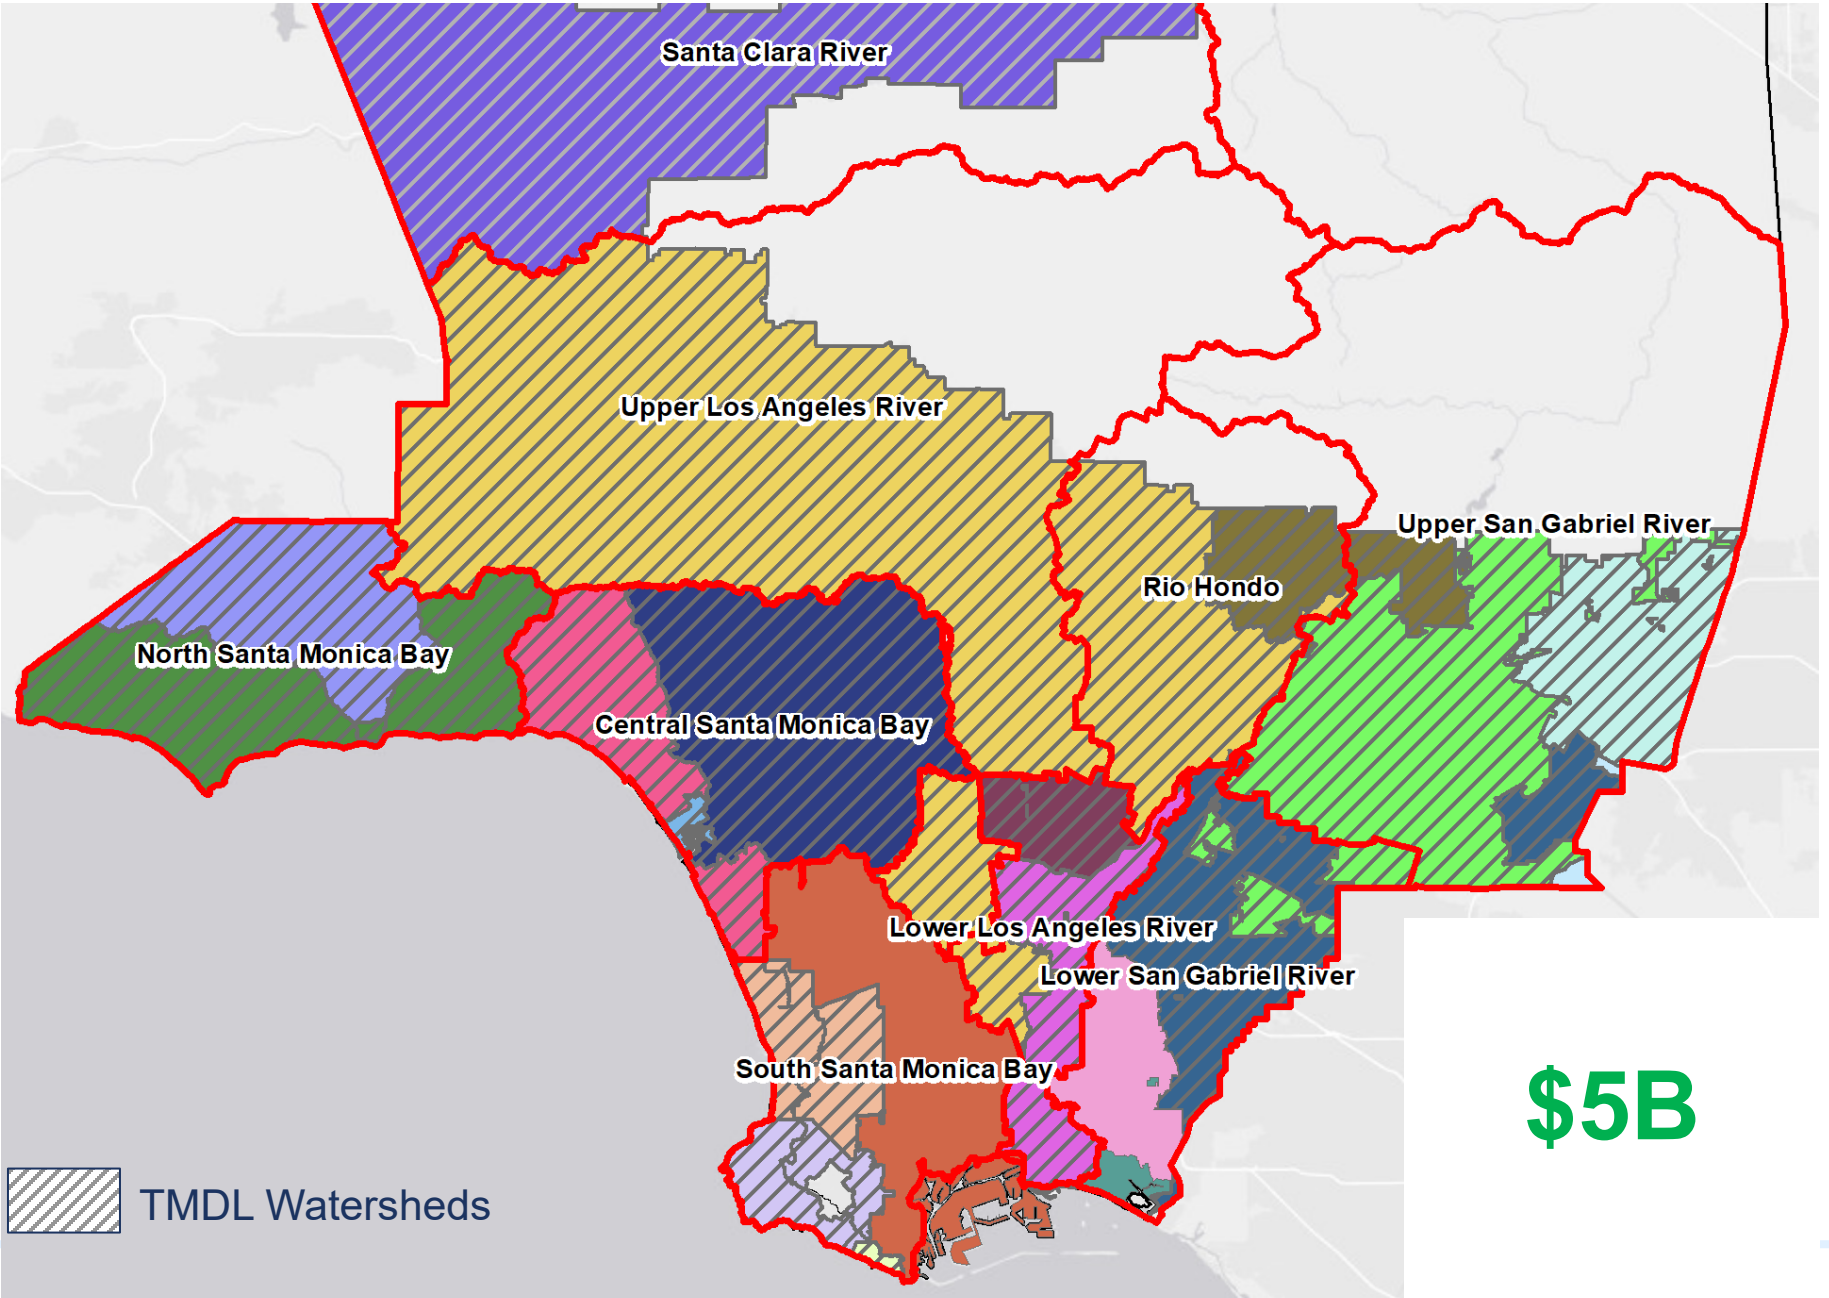 Santa Clara River
Upper Los Angeles River
Upper San Gabriel River
Rio Hondo
North Santa Monica Bay
Central Santa Monica Bay
Lower Los Angeles River
Lower San Gabriel River
South Santa Monica Bay
$5B
TMDL Watersheds